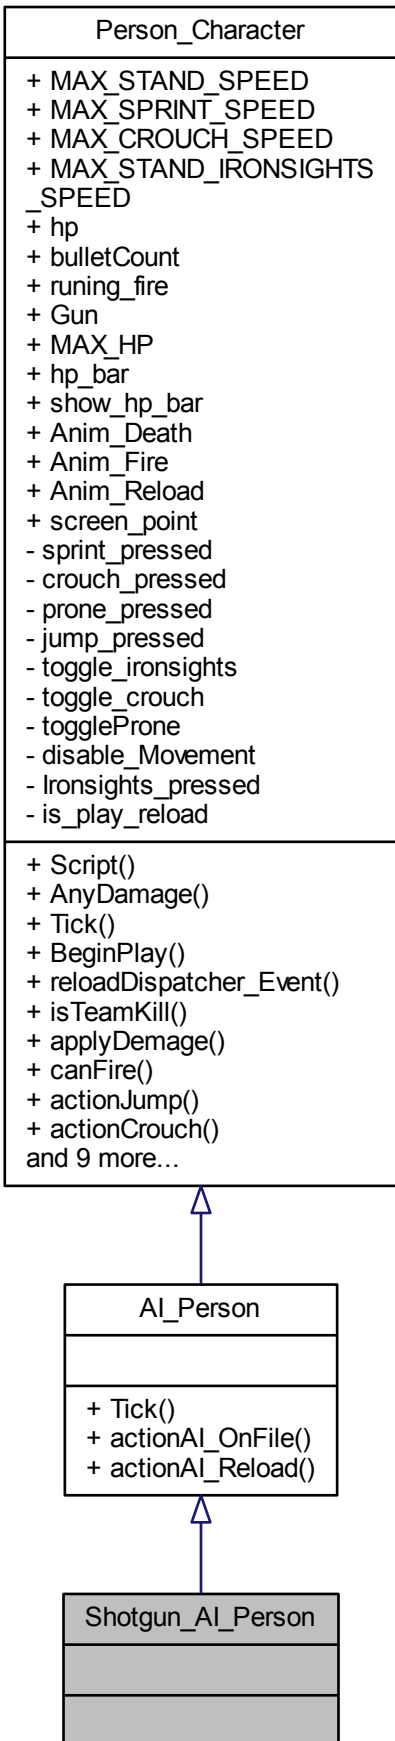 Person_Character
+ MAX_STAND_SPEED
+ MAX_SPRINT_SPEED
+ MAX_CROUCH_SPEED
+ MAX_STAND_IRONSIGHTS
_SPEED
+ hp
+ bulletCount
+ runing_fire
+ Gun
+ MAX_HP
+ hp_bar
+ show_hp_bar
+ Anim_Death
+ Anim_Fire
+ Anim_Reload
+ screen_point
- sprint_pressed
- crouch_pressed
- prone_pressed
- jump_pressed
- toggle_ironsights
- toggle_crouch
- togglProne
- disable_Movement
- Ironsights_pressed
- is_play_reload
+ Script()
+ AnyDamage()
+ Tick()
+ BeginPlay()
+ reloadDispatcher_Event()
+ isTeamKill()
+ applyDemage()
+ canFire()
+ actionJump()
+ actionCrouch()
and 9 more...
AI_Person
+ Tick()
+ actionAI_OnFile()
+ actionAI_Reload()
Shotgun_AI_Person